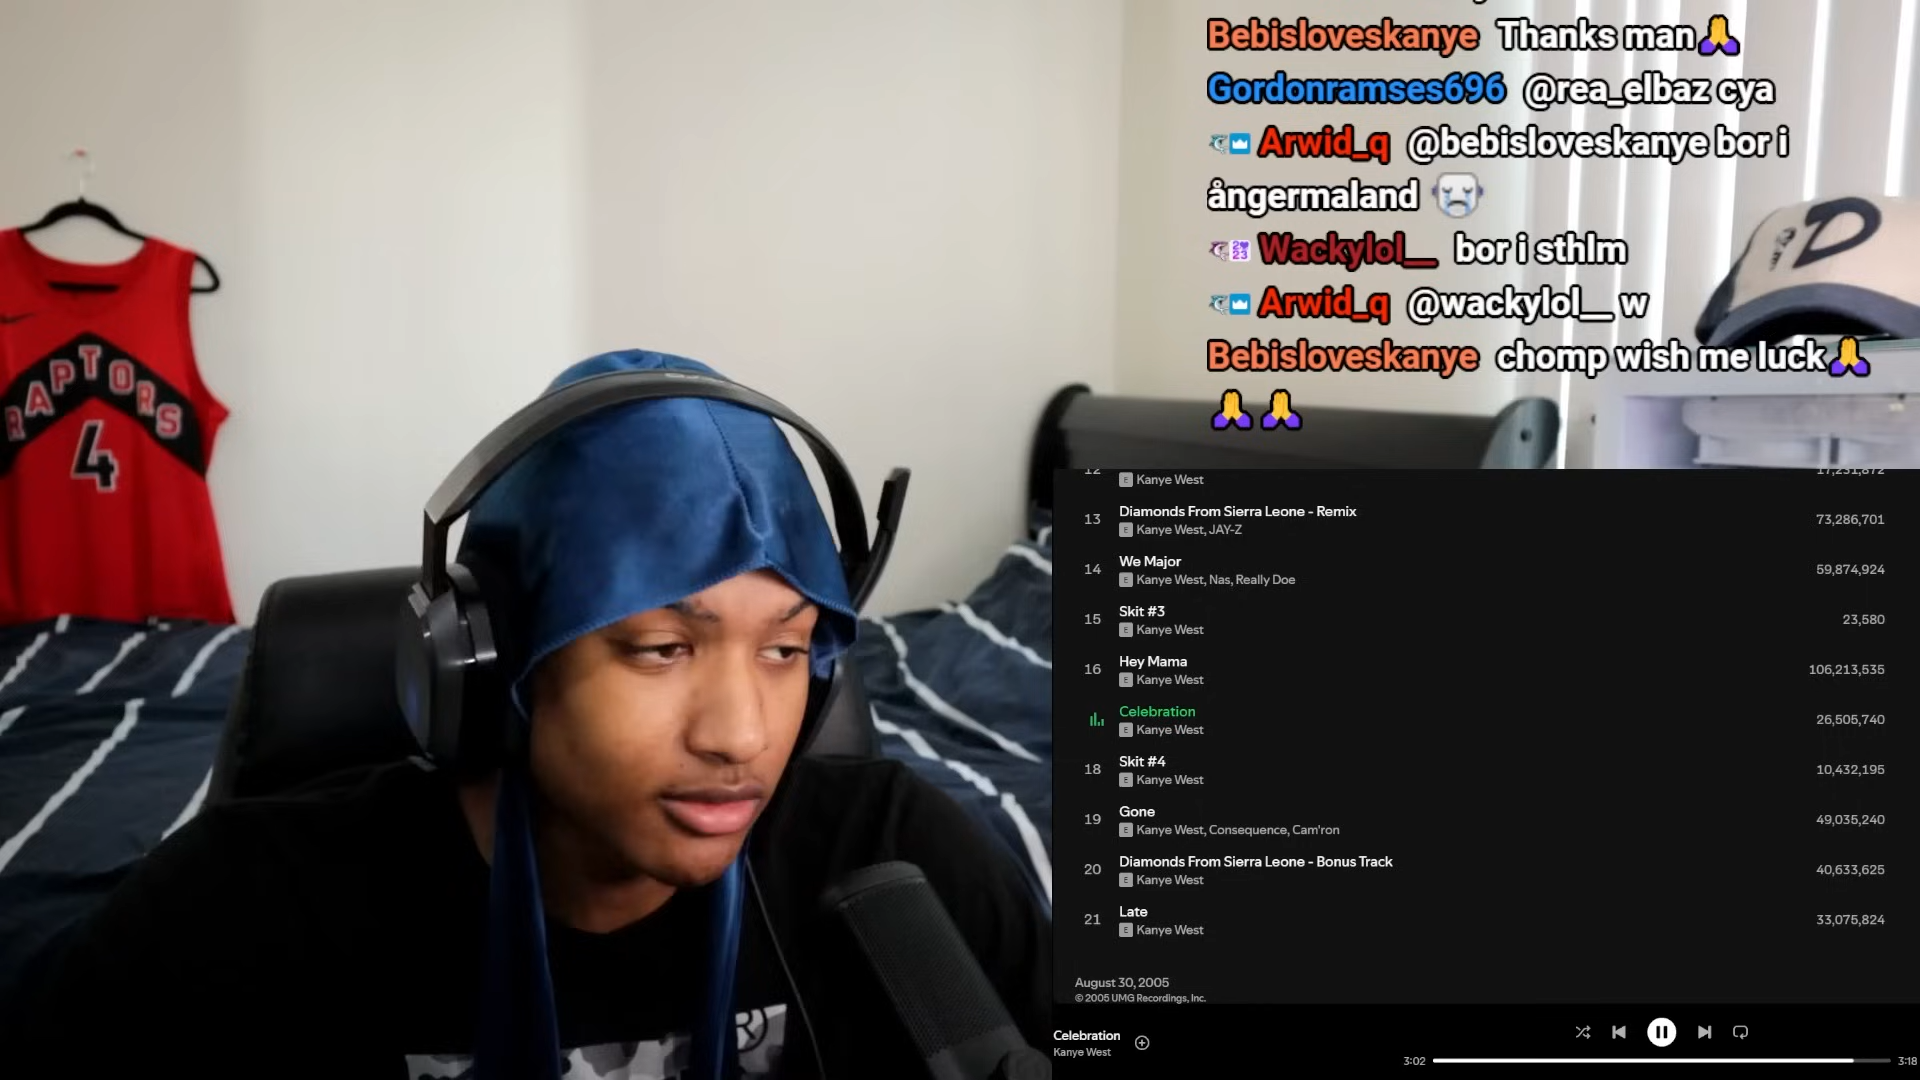 Bebisloveskanye Thanks man
Gordonramses696 @rea_elbaz cya
Arwid_q @bebisloveskanye bor i
ångermaland
Wackylol__ bor i sthlm
Arwid_q @wackylol__ w
Bebisloveskanye chomp wish me luck
RAPTORS
4
E Kanye West
13 Diamonds From Sierra Leone - Remix 73,286,701
E Kanye West, JAY-Z
14 We Major 59,874,924
E Kanye West, Nas, Really Doe
15 Skit #3 23,580
E Kanye West
16 Hey Mama 106,213,535
E Kanye West
Celebration 26,505,740
E Kanye West
18 Skit #4 10,432,195
E Kanye West
19 Gone 49,035,240
E Kanye West, Consequence, Cam'ron
20 Diamonds From Sierra Leone - Bonus Track 40,633,625
E Kanye West
21 Late 33,075,824
E Kanye West
August 30, 2005
© 2005 UMG Recordings, Inc.
Celebration
Kanye West
3:02 3:18